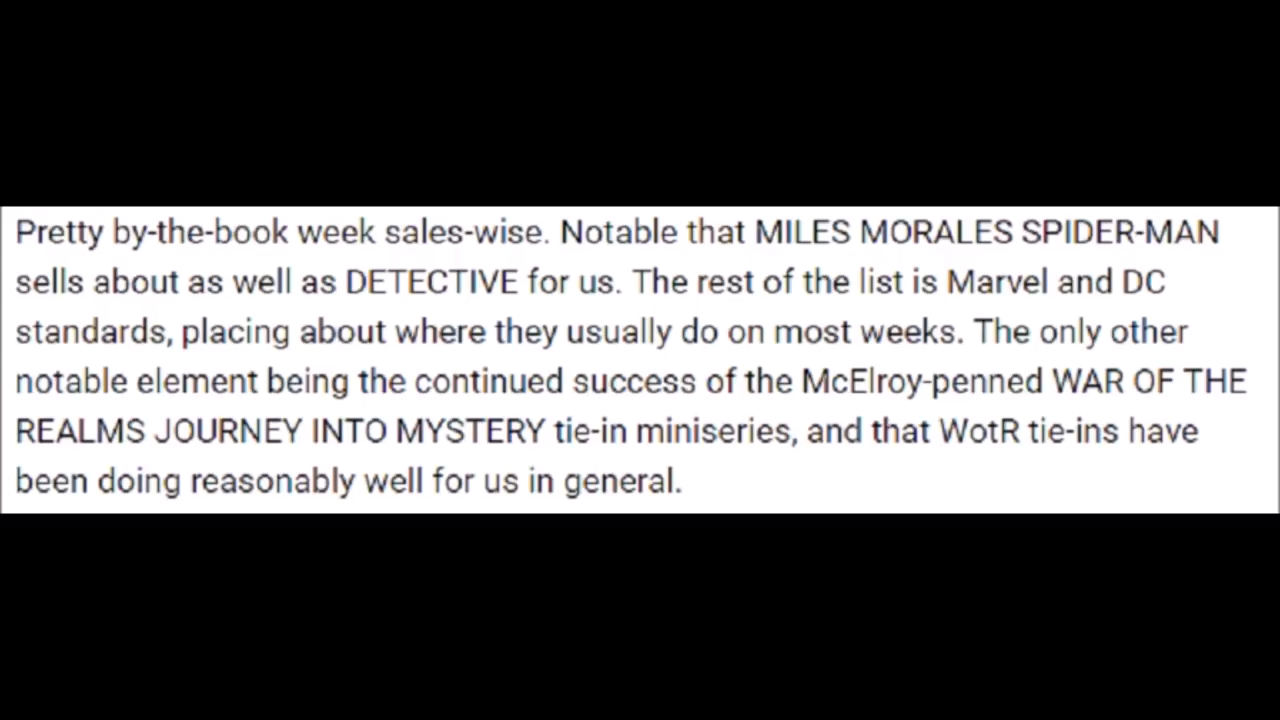 Pretty by-the-book week sales-wise. Notable that MILES MORALES SPIDER-MAN
sells about as well as DETECTIVE for us. The rest of the list is Marvel and DC
standards, placing about where they usually do on most weeks. The only other
notable element being the continued success of the McElroy-penned WAR OF THE
REALMS JOURNEY INTO MYSTERY tie-in miniseries, and that WotR tie-ins have
been doing reasonably well for us in general.